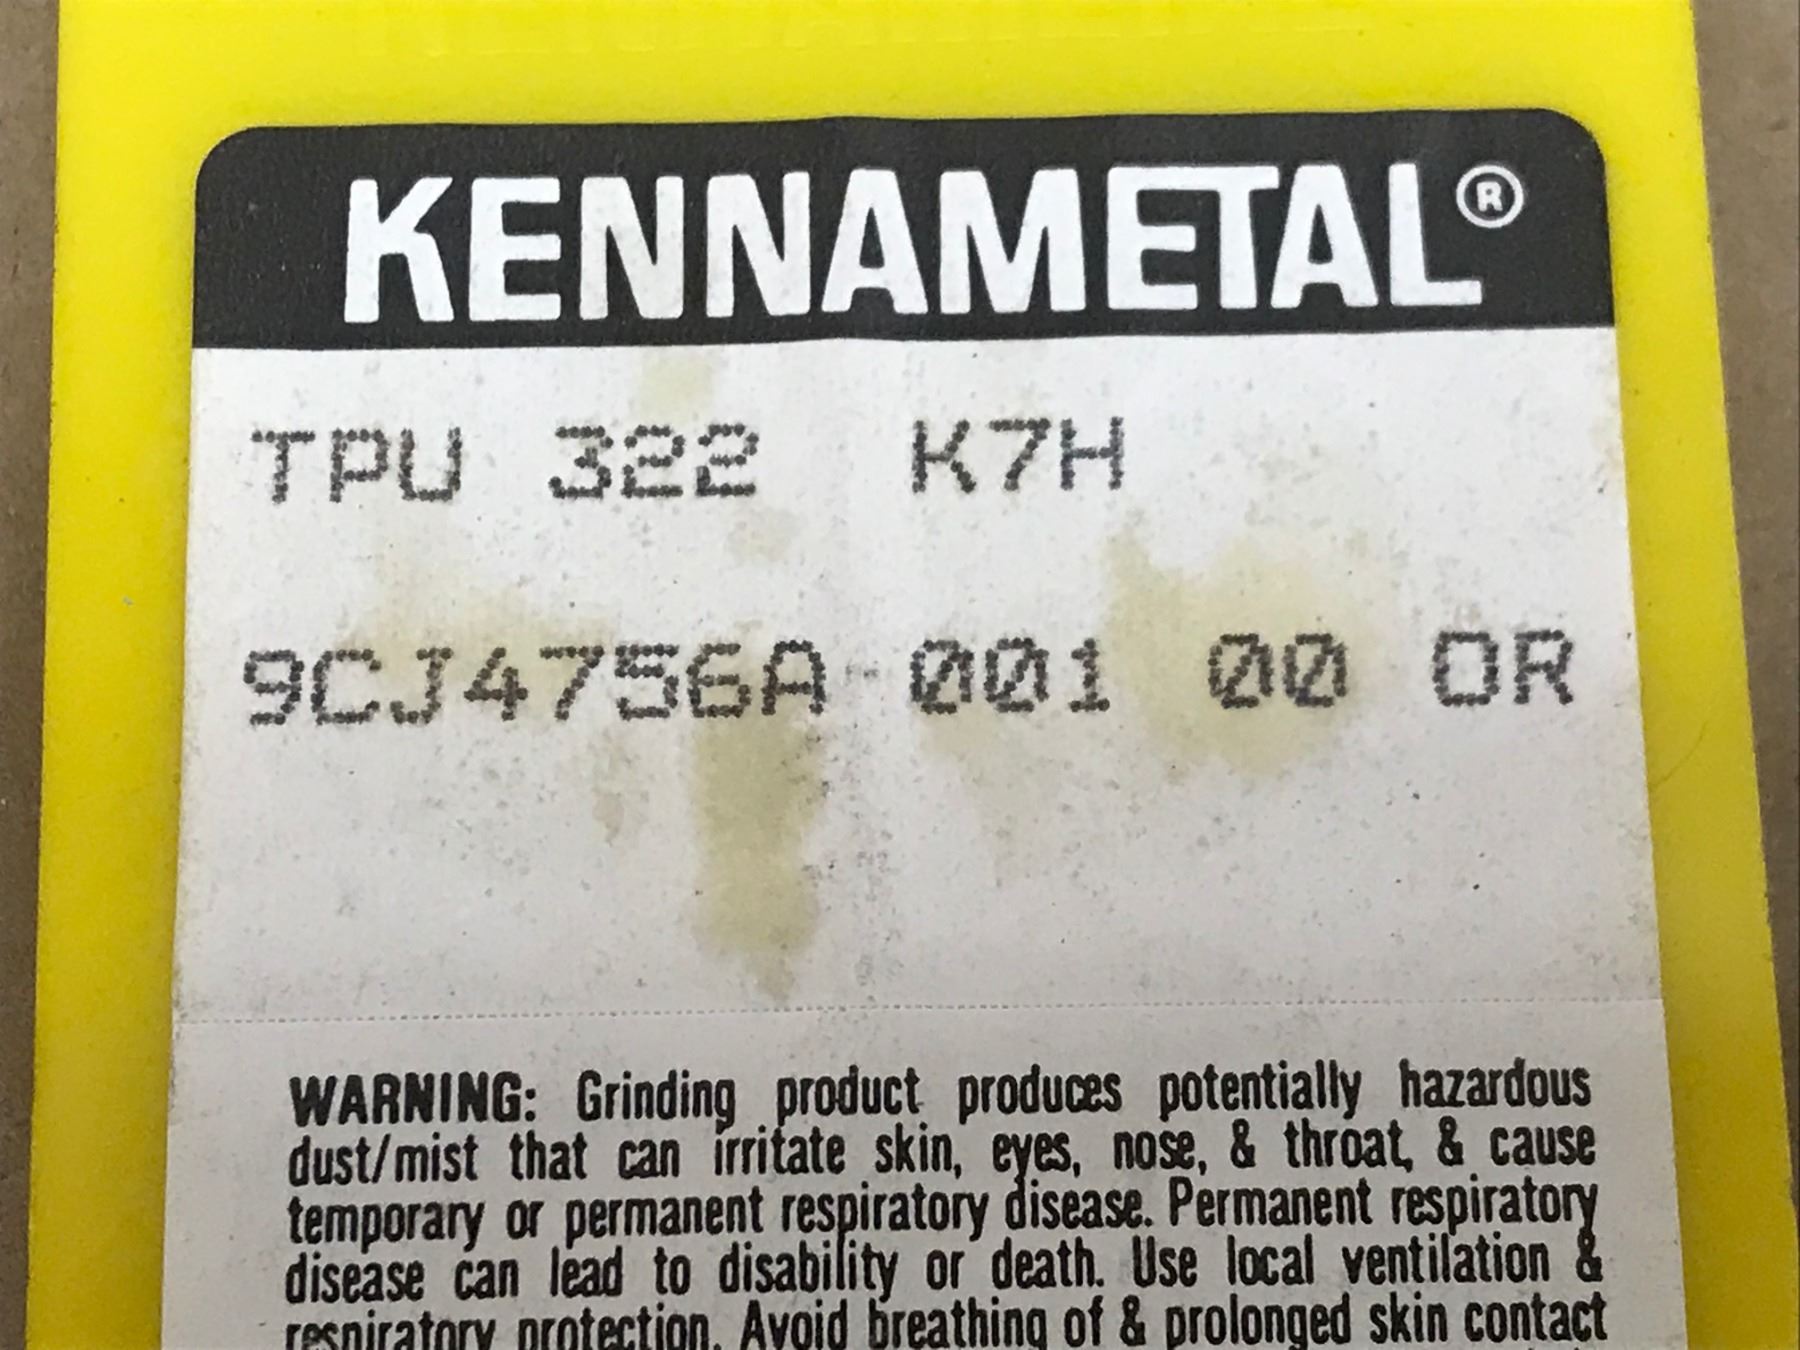 KENNAMETAL®
TPU 322 K7H
9CJ4756A-001 00 OR
WARNING: Grinding product produces potentially hazardous
dust/mist that can irritate skin, eyes, nose, & throat, & cause
temporary or permanent respiratory disease. Permanent respiratory
disease can lead to disability or death. Use local ventilation &
respiratory protection. Avoid breathing of & prolonged skin contact